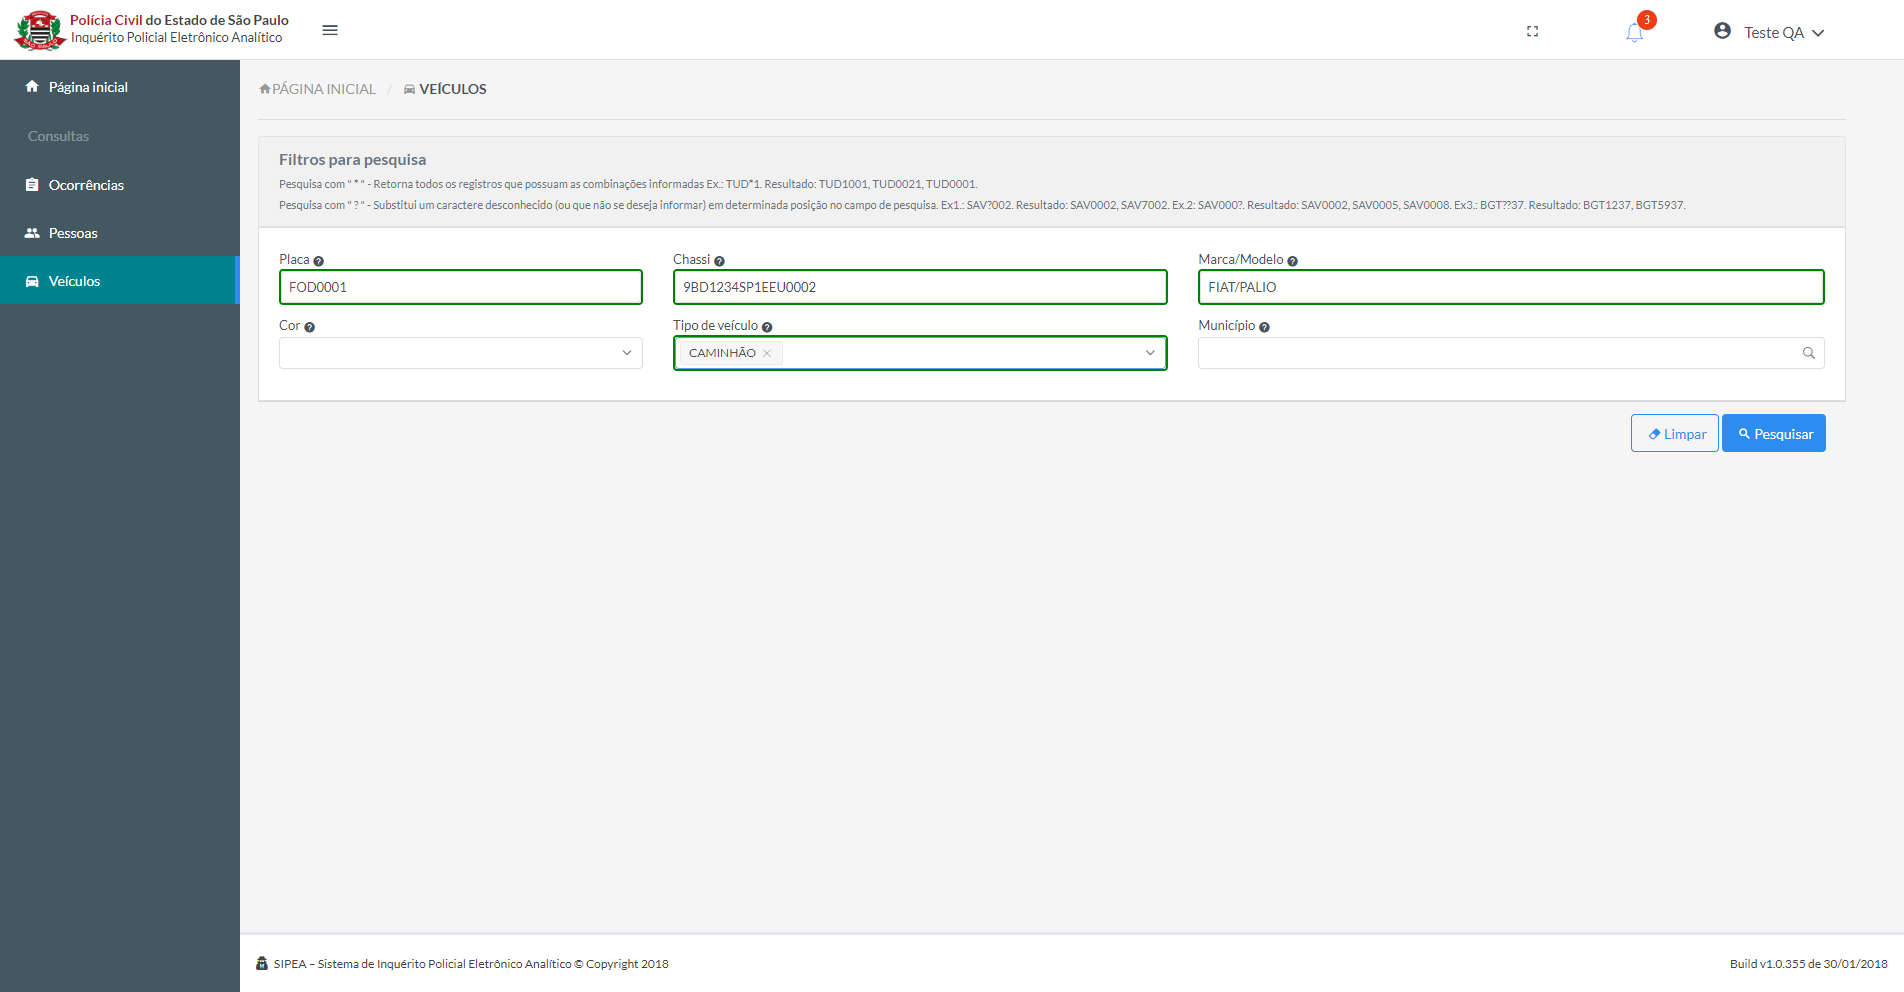 Polícia Civil do Estado de São Paulo
Inquérito Policial Eletrônico Analítico
3
Teste QA
Página inicial
Consultas
Ocorrências
Pessoas
Veículos
PÁGINA INICIAL / VEÍCULOS
Filtros para pesquisa
Pesquisa com " * " - Retorna todos os registros que possuam as combinações informadas Ex.: TUD*1. Resultado: TUD1001, TUD0021, TUD0001.
Pesquisa com " ? " - Substitui um caractere desconhecido (ou que não se deseja informar) em determinada posição no campo de pesquisa. Ex1.: SAV?002. Resultado: SAV0002, SAV7002. Ex.2: SAV000?. Resultado: SAV0002, SAV0005, SAV0008. Ex3.: BGT??37. Resultado: BGT1237, BGT5937.
Placa
Chassi
Marca/Modelo
FOD0001
9BD1234SP1EEU0002
FIAT/PALIO
Cor
Tipo de veículo
Município
CAMINHÃO
Limpar
Pesquisar
SIPEA – Sistema de Inquérito Policial Eletrônico Analítico © Copyright 2018
Build v1.0.355 de 30/01/2018